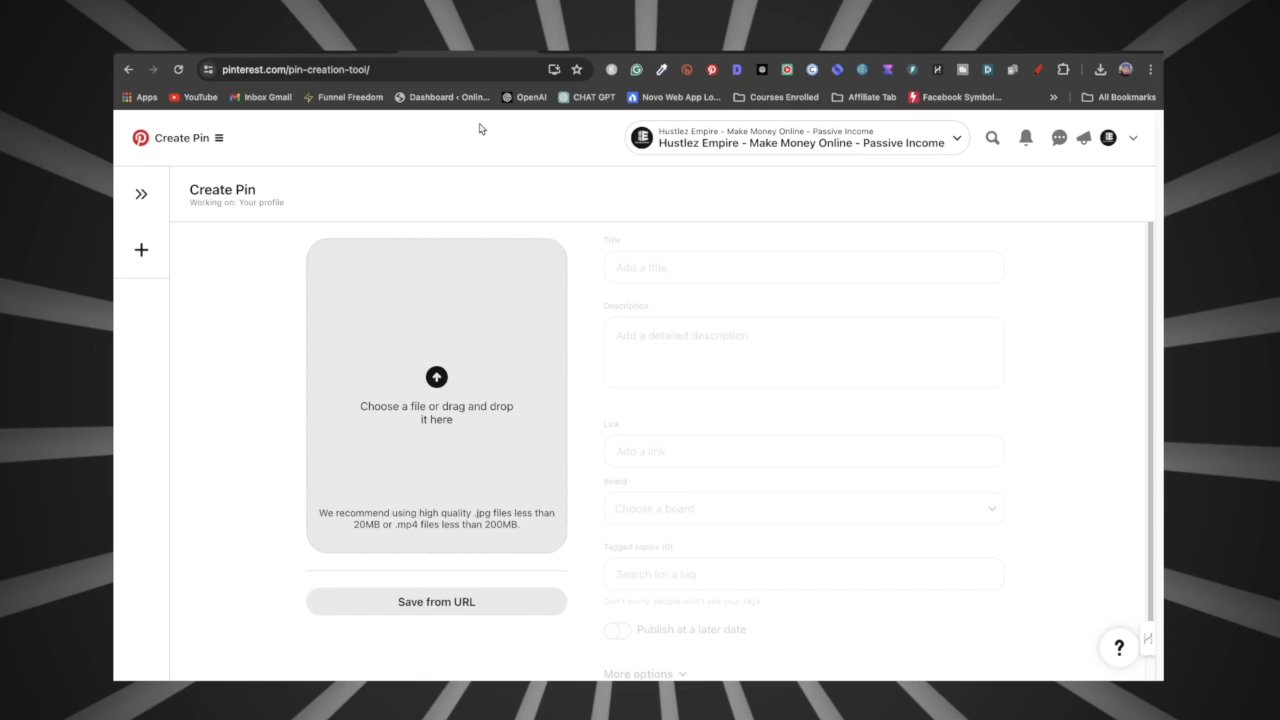 pinterest.com/pin-creation-tool/
Apps
YouTube
Inbox Gmail
Funnel Freedom
Dashboard ‹ Onlin...
OpenAI
CHAT GPT
Novo Web App Lo...
Courses Enrolled
Affiliate Tab
Facebook Symbol...
»
All Bookmarks
Create Pin
Hustlez Empire - Make Money Online - Passive Income
Hustlez Empire - Make Money Online - Passive Income
Create Pin
Working on: Your profile
Choose a file or drag and drop
it here
We recommend using high quality .jpg files less than
20MB or .mp4 files less than 200MB.
Save from URL
Title
Add a title
Description
Add a detailed description
Link
Add a link
Board
Choose a board
Tagged topics (0)
Search for a tag
Don't worry, people won't see your tags
Publish at a later date
More options
?